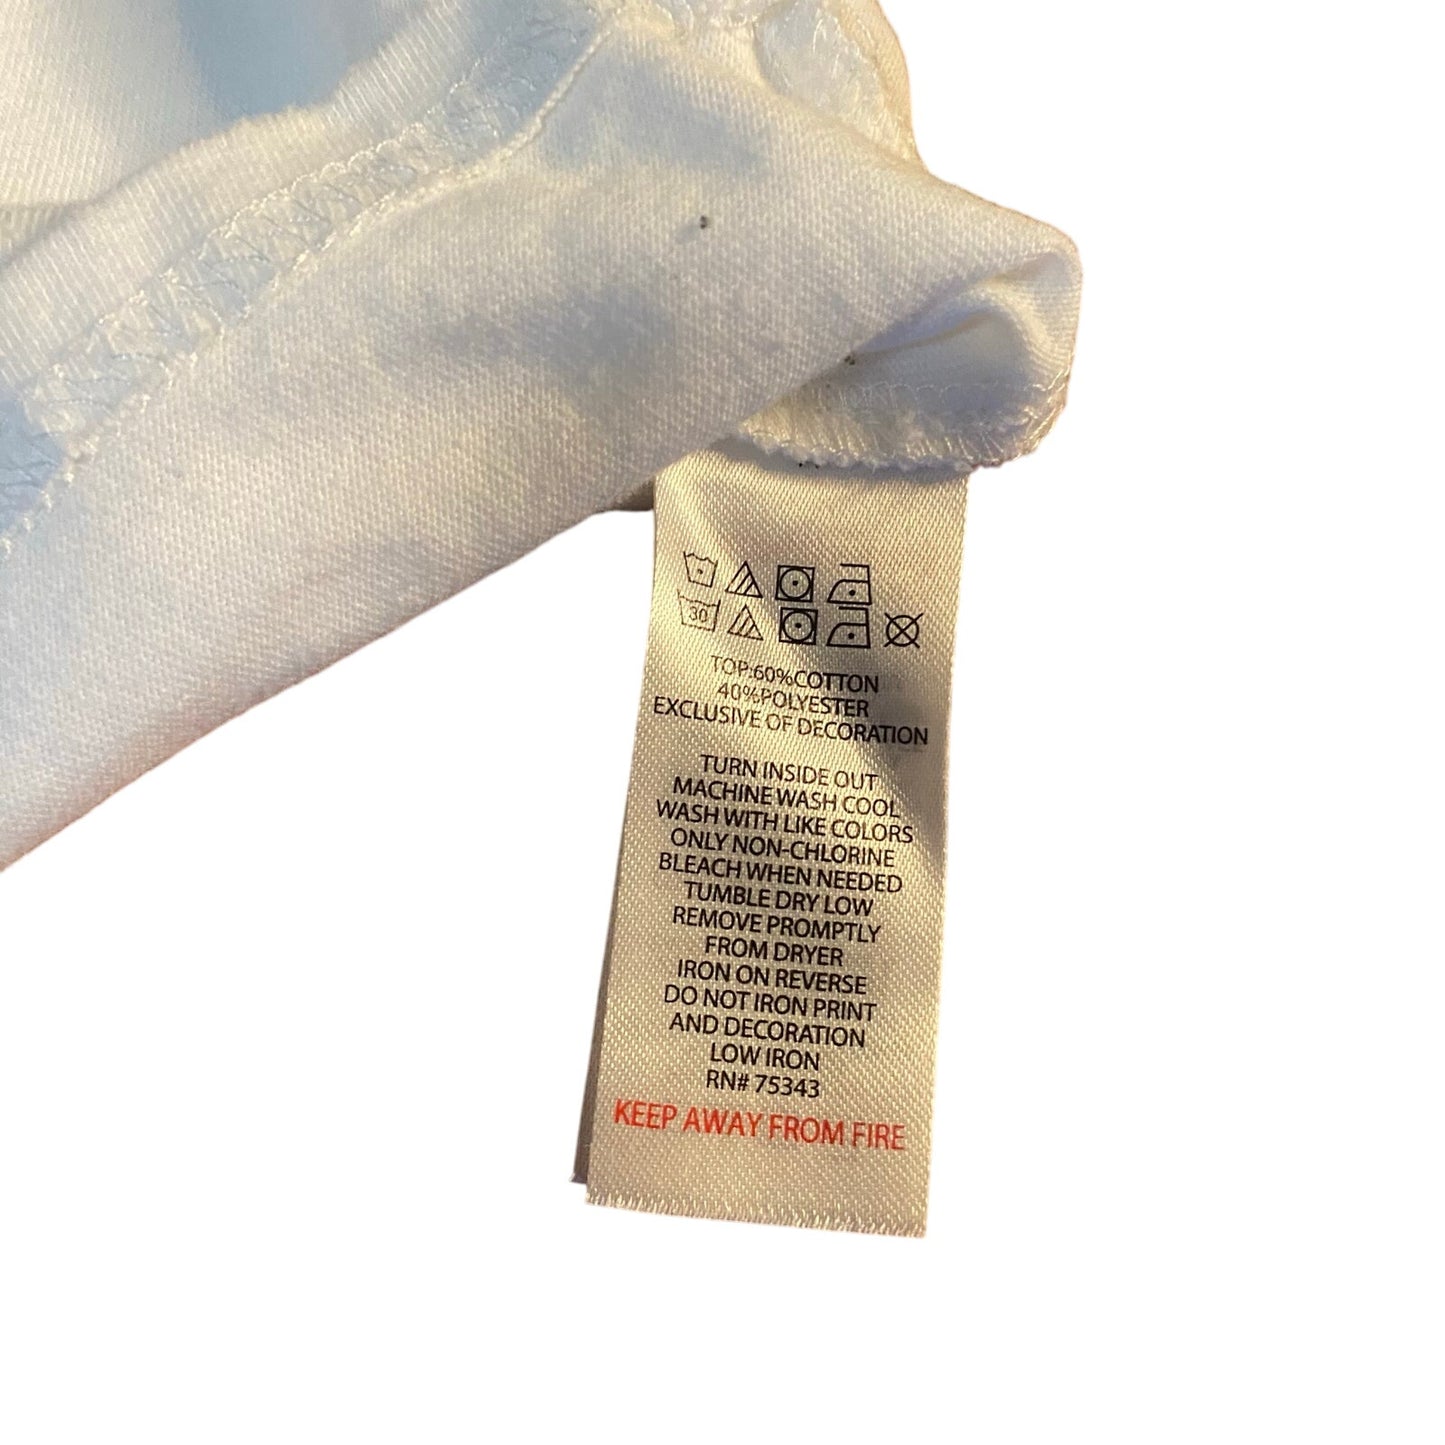 30
TOP:60%COTTON
40%POLYESTER
EXCLUSIVE OF DECORATION
TURN INSIDE OUT
MACHINE WASH COOL
WASH WITH LIKE COLORS
ONLY NON-CHLORINE
BLEACH WHEN NEEDED
TUMBLE DRY LOW
REMOVE PROMPTLY
FROM DRYER
IRON ON REVERSE
DO NOT IRON PRINT
AND DECORATION
LOW IRON
RN# 75343
KEEP AWAY FROM FIRE